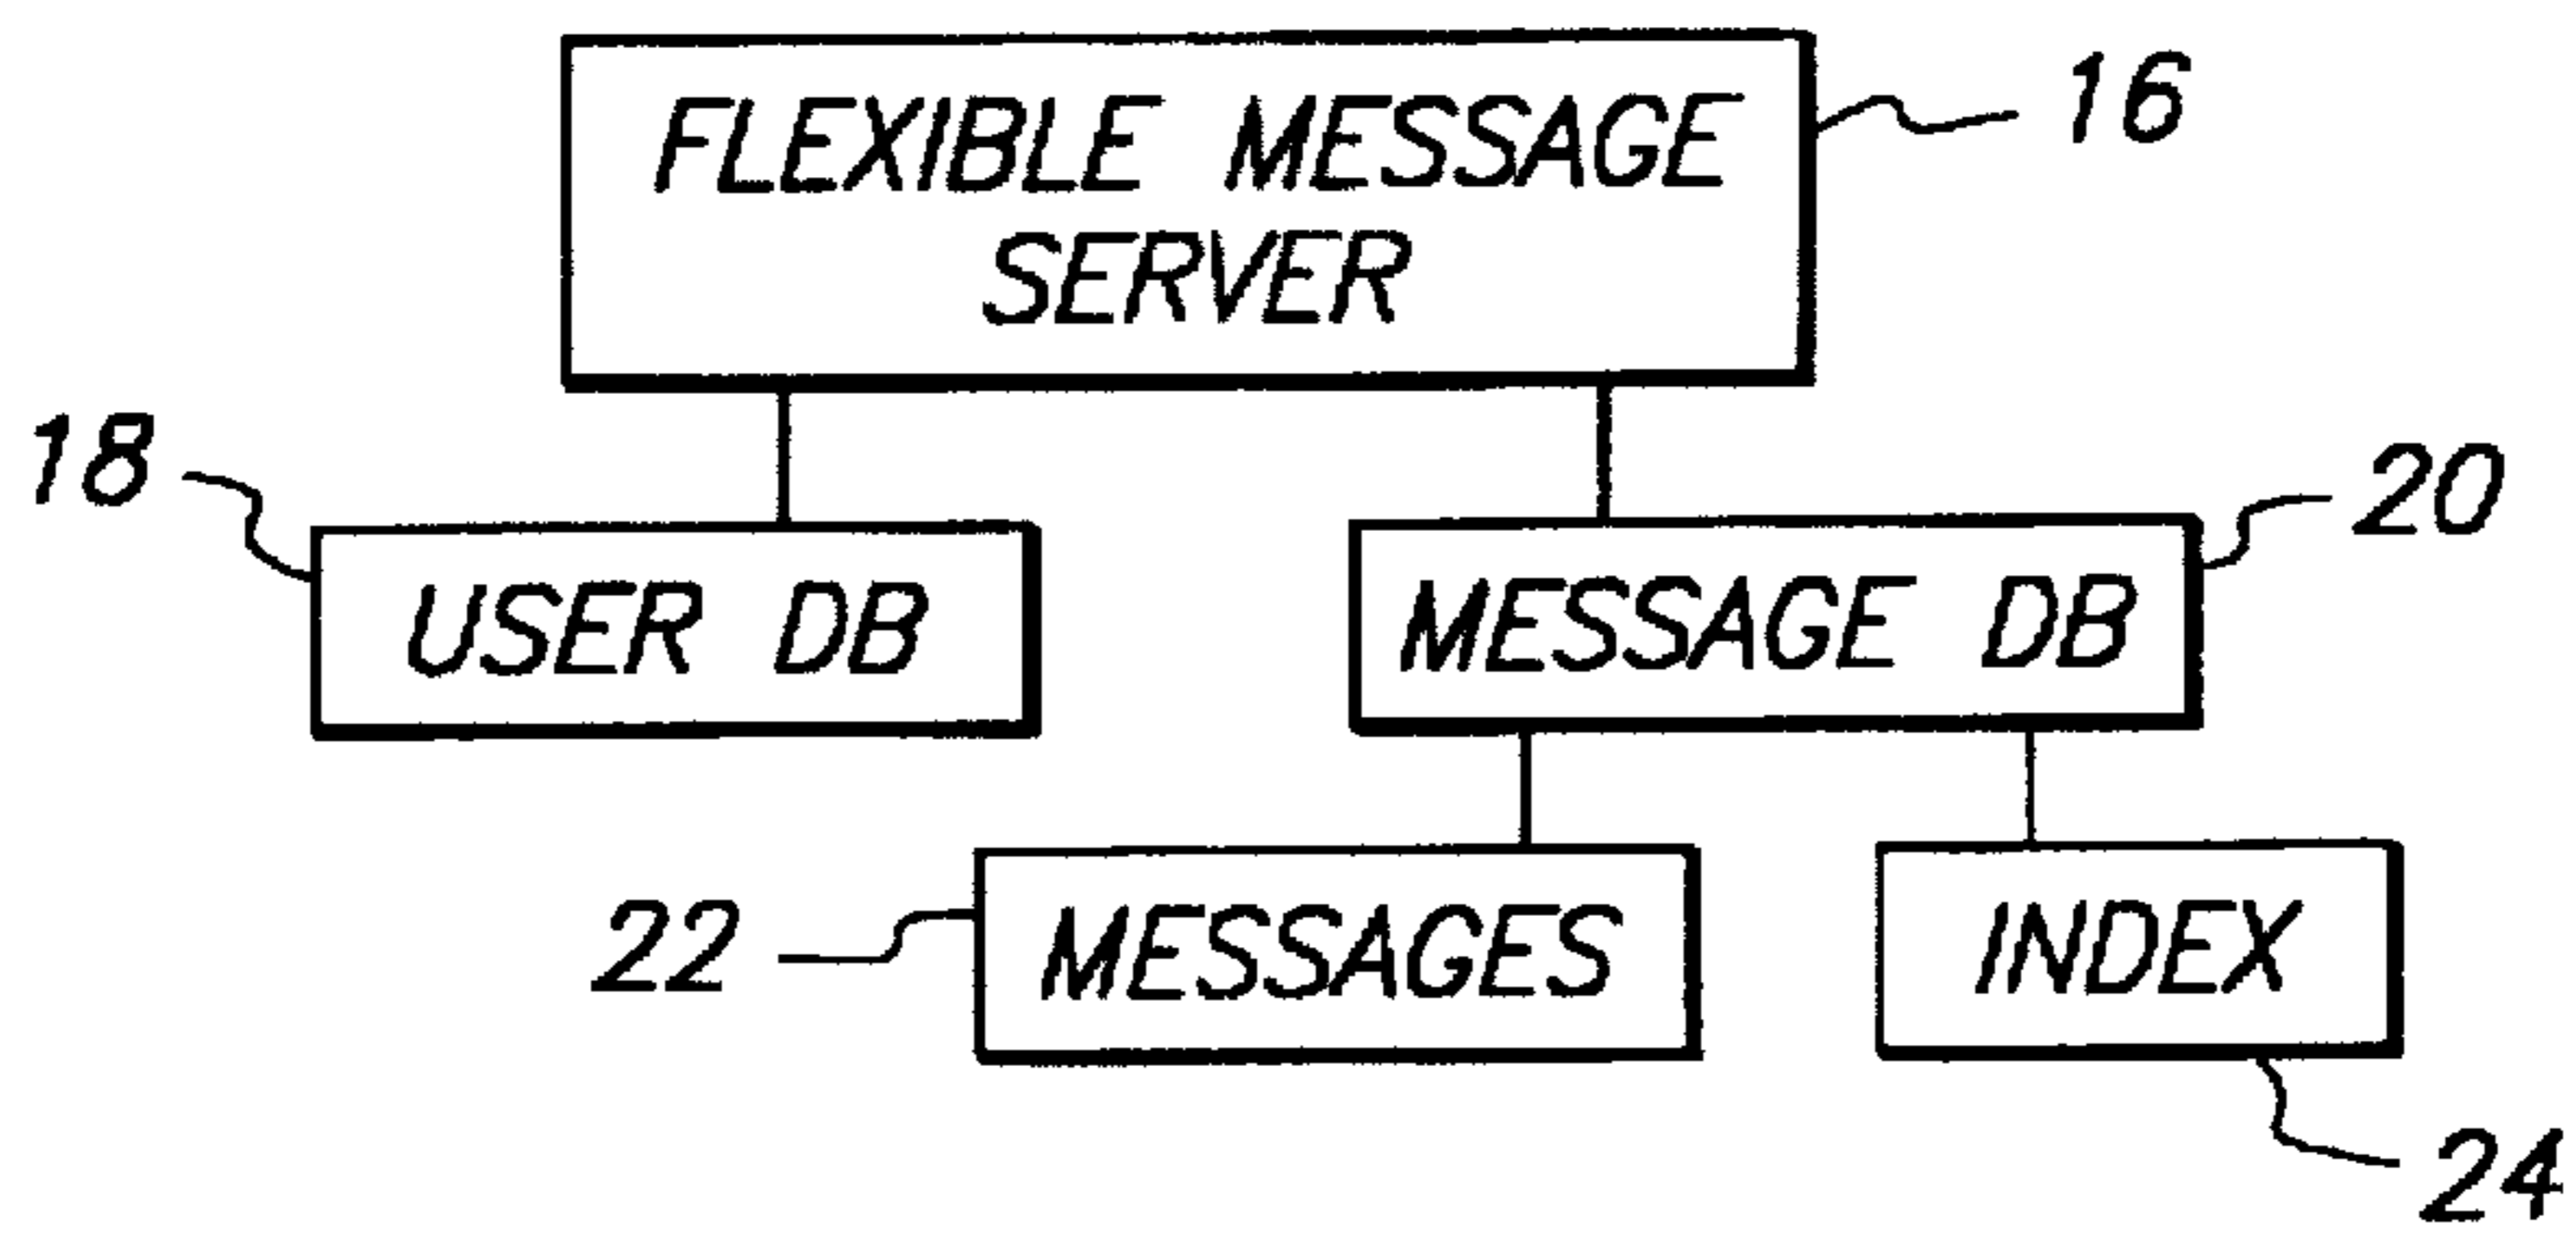 FLEXIBLE MESSAGE
SERVER
16
18
USER DB
MESSAGE DB
20
22
MESSAGES
INDEX
24